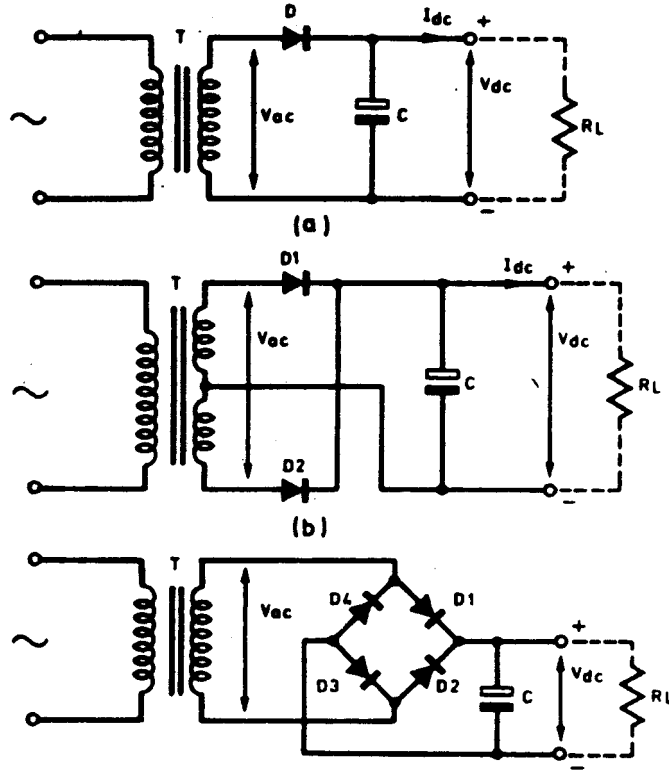 T D Idc +
Vac C Vdc RL
−
(a)
T D1 Idc +
Vac C Vdc RL
D2 −
(b)
T
Vac D4 D1 +
D3 D2 C Vdc RL
−